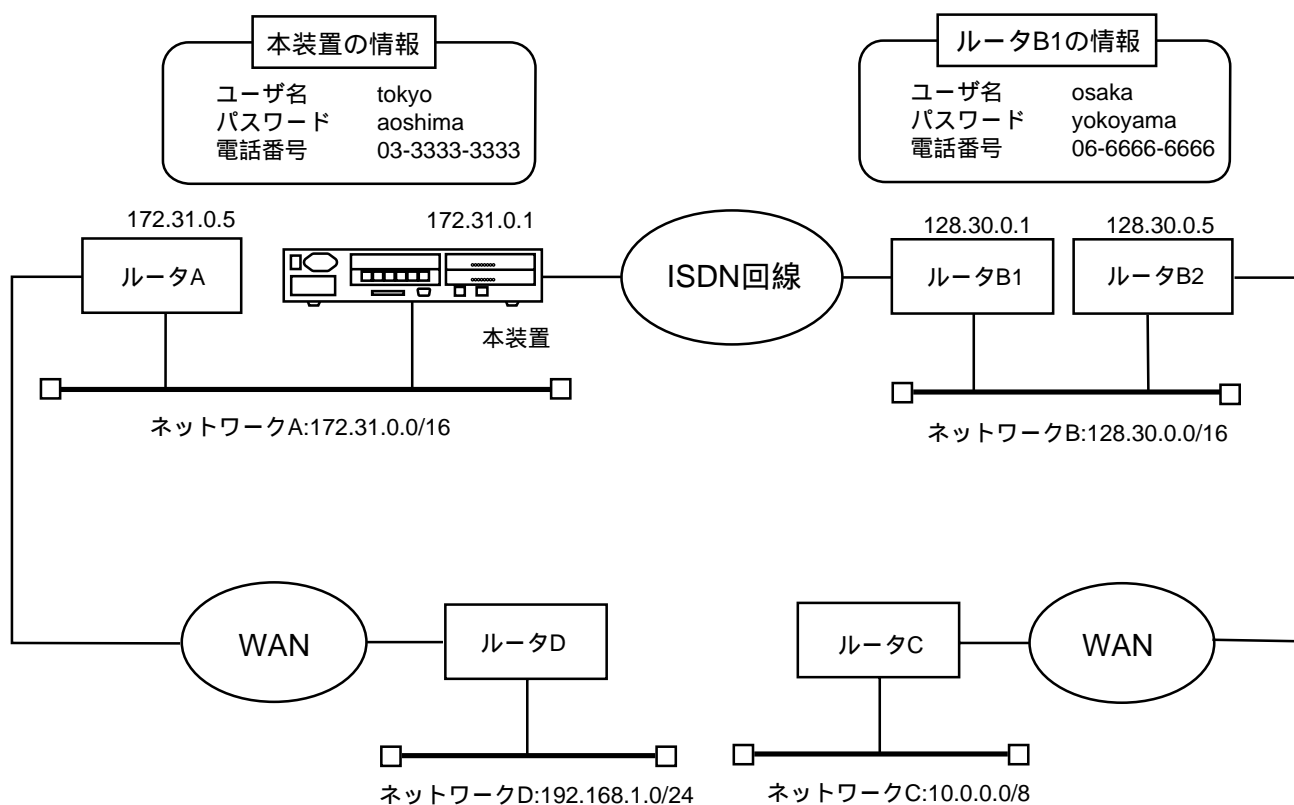 本装置の情報
ユーザ名 tokyo
パスワード aoshima
電話番号 03-3333-3333
ルータB1の情報
ユーザ名 osaka
パスワード yokoyama
電話番号 06-6666-6666
172.31.0.5
172.31.0.1
128.30.0.1
128.30.0.5
ルータA
ISDN回線
ルータB1
ルータB2
本装置
ネットワークA:172.31.0.0/16
ネットワークB:128.30.0.0/16
WAN
ルータD
ルータC
WAN
ネットワークD:192.168.1.0/24
ネットワークC:10.0.0.0/8